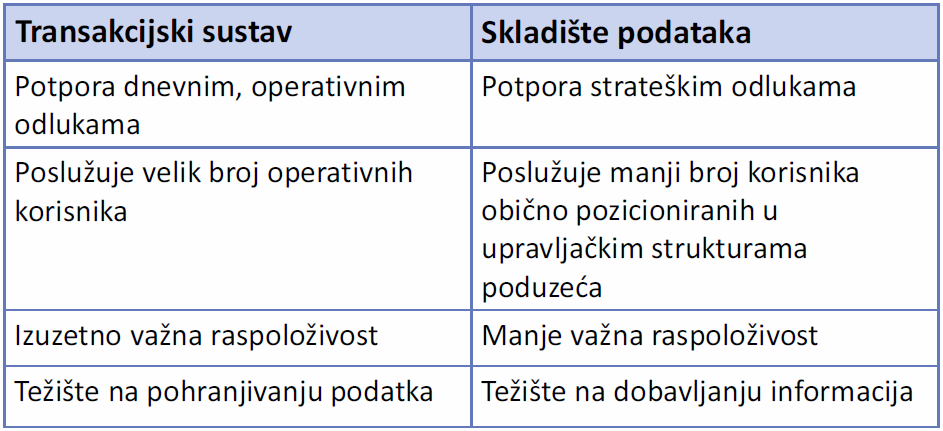 Transakcijski sustav
Skladište podataka
Potpora dnevnim, operativnim
odlukama
Potpora strateškim odlukama
Poslužuje velik broj operativnih
korisnika
Poslužuje manji broj korisnika
obično pozicioniranih u
upravljačkim strukturama
poduzeća
Izuzetno važna raspoloživost
Manje važna raspoloživost
Težište na pohranjivanju podatka
Težište na dobavljanju informacija